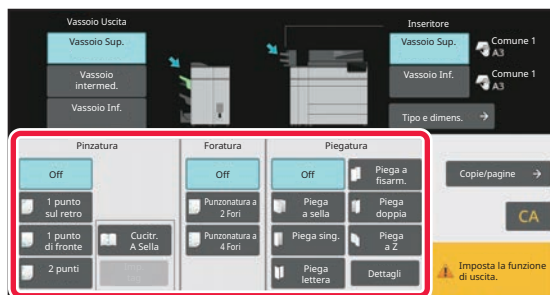 Vassoio Uscita
Inseritore
Vassoio Sup.
Vassoio
intermed.
Vassoio Inf.
Vassoio Sup.
Comune 1
A3
Vassoio Inf.
Comune 1
A3
Tipo e dimens.
Pinzatura
Off
1 punto
sul retro
1 punto
di fronte
2 punti
Cucitr.
A Sella
Foratura
Off
Punzonatura a
2 Fori
Punzonatura a
4 Fori
Piegatura
Off
Piega a
fisarm.
Piega
a sella
Piega
doppia
Piega sing.
Piega
a Z
Piega
lettera
Dettagli
Copie/pagine
CA
Imposta la funzione
di uscita.